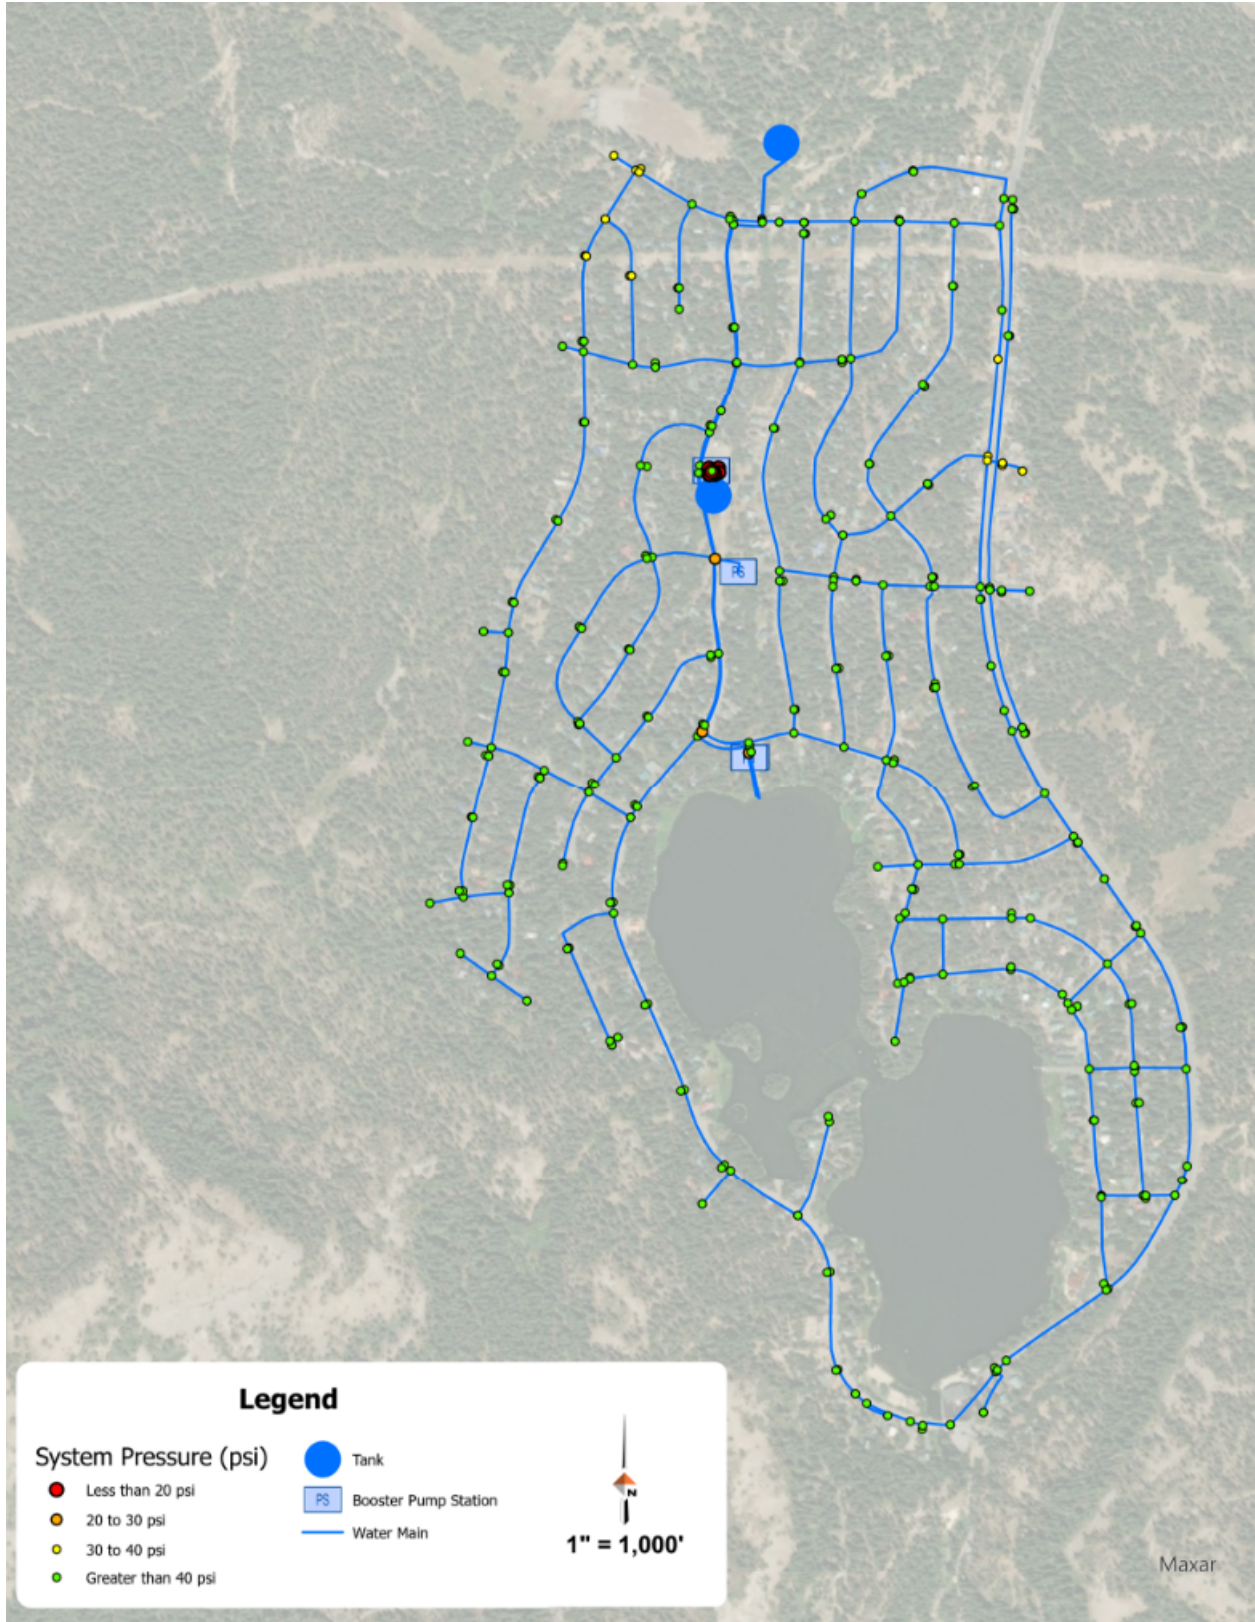 PS
Legend
System Pressure (psi)
Less than 20 psi
20 to 30 psi
30 to 40 psi
Greater than 40 psi
Tank
PS
Booster Pump Station
Water Main
N
1" = 1,000'
Maxar